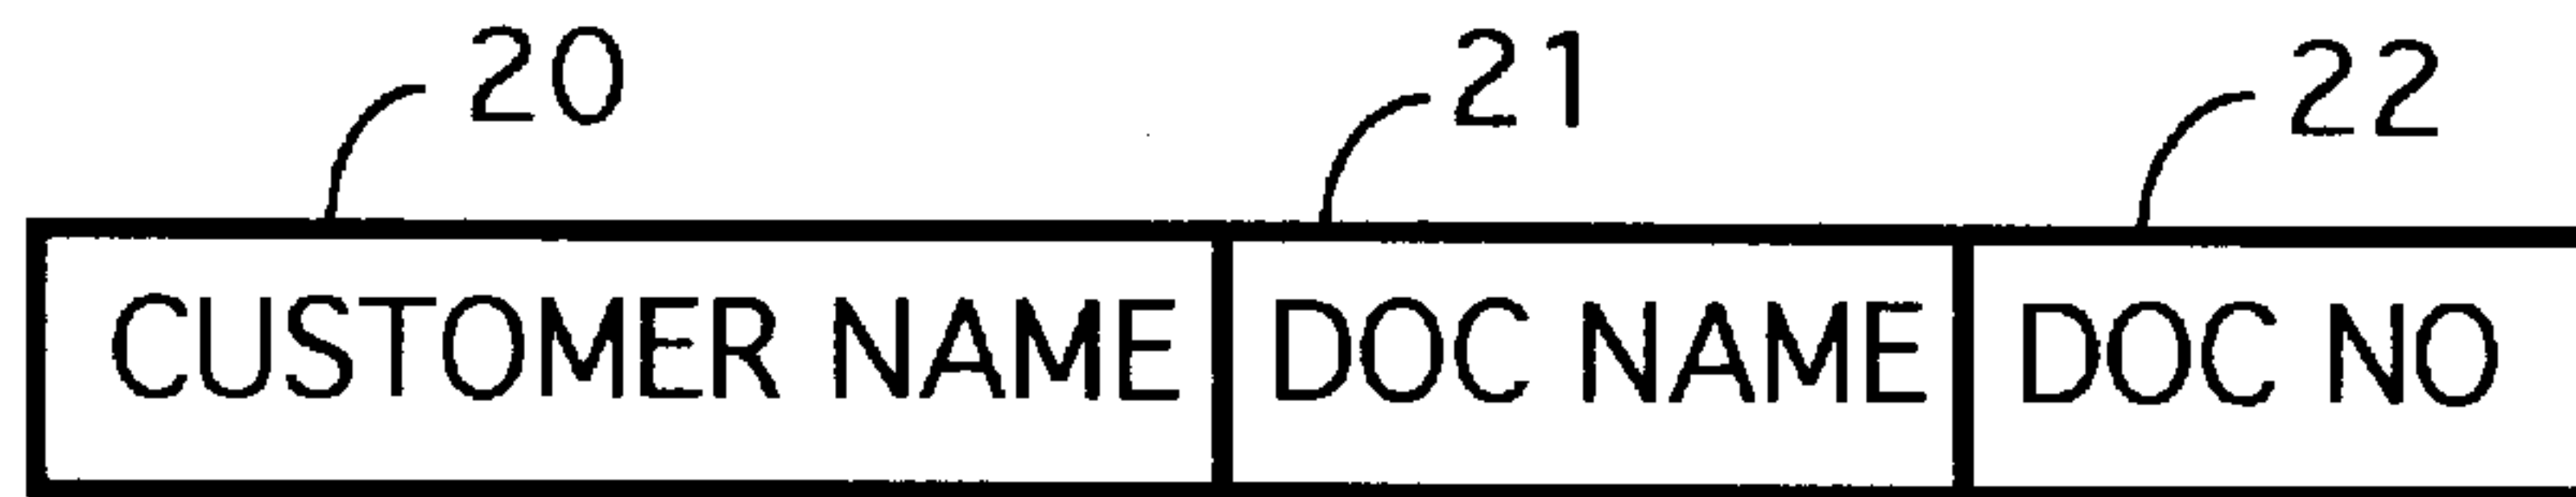 20 21 22
CUSTOMER NAME DOC NAME DOC NO